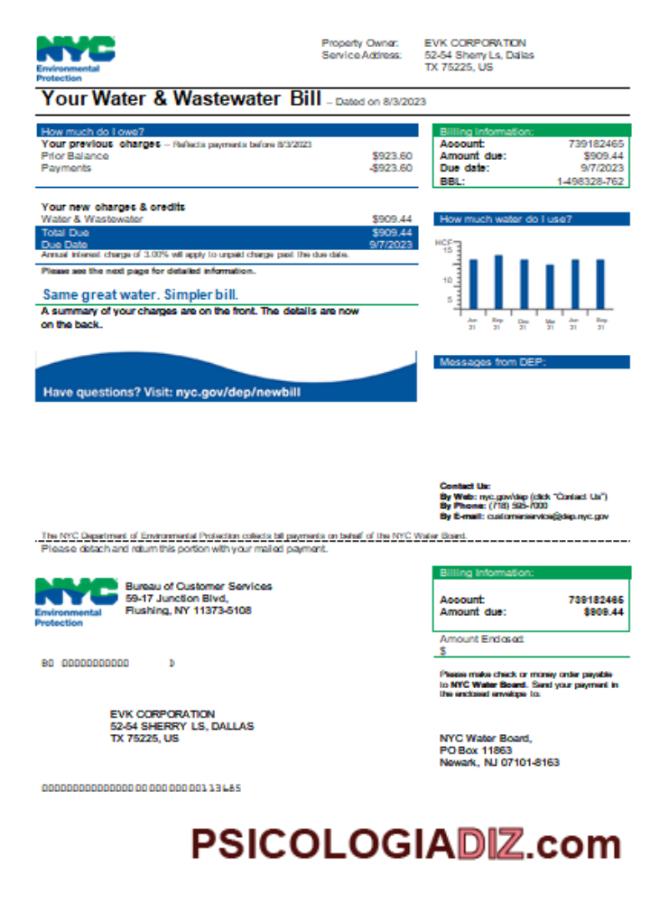 NYC
Environmental
Protection
Property Owner: EVK CORPORATION
Service Address: 52-54 Sherry Ls, Dallas
TX 75225, US
Your Water & Wastewater Bill – Dated on 8/3/2023
How much do I owe?
Your previous charges – Reflects payments before 8/3/2023
Prior Balance $923.60
Payments -$923.60
Your new charges & credits
Water & Wastewater $909.44
Total Due $909.44
Due Date 9/7/2023
Annual interest charge of 3.00% will apply to unpaid charge past the due date.
Please see the next page for detailed information.
Same great water. Simpler bill.
A summary of your charges are on the front. The details are now
on the back.
Have questions? Visit: nyc.gov/dep/newbill
Billing Information:
Account: 739182465
Amount due: $909.44
Due date: 9/7/2023
BBL: 1-498328-762
How much water do I use?
HCF
15
10
5
Jun Sep Dec Mar Jun Sep
31 31 31 31 31 31
Messages from DEP:
Contact Us:
By Web: nyc.gov/dep (click "Contact Us")
By Phone: (718) 595-7000
By E-mail: customerservice@dep.nyc.gov
The NYC Department of Environmental Protection collects bill payments on behalf of the NYC Water Board.
Please detach and return this portion with your mailed payment.
NYC
Environmental
Protection
Bureau of Customer Services
59-17 Junction Blvd,
Flushing, NY 11373-5108
Billing Information:
Account: 739182465
Amount due: $909.44
Amount Enclosed:
$
Please make check or money order payable
to NYC Water Board. Send your payment in
the enclosed envelope to:
EVK CORPORATION
52-54 SHERRY LS, DALLAS
TX 75225, US
NYC Water Board,
PO Box 11863
Newark, NJ 07101-8163
PSICOLOGIADIZ.com